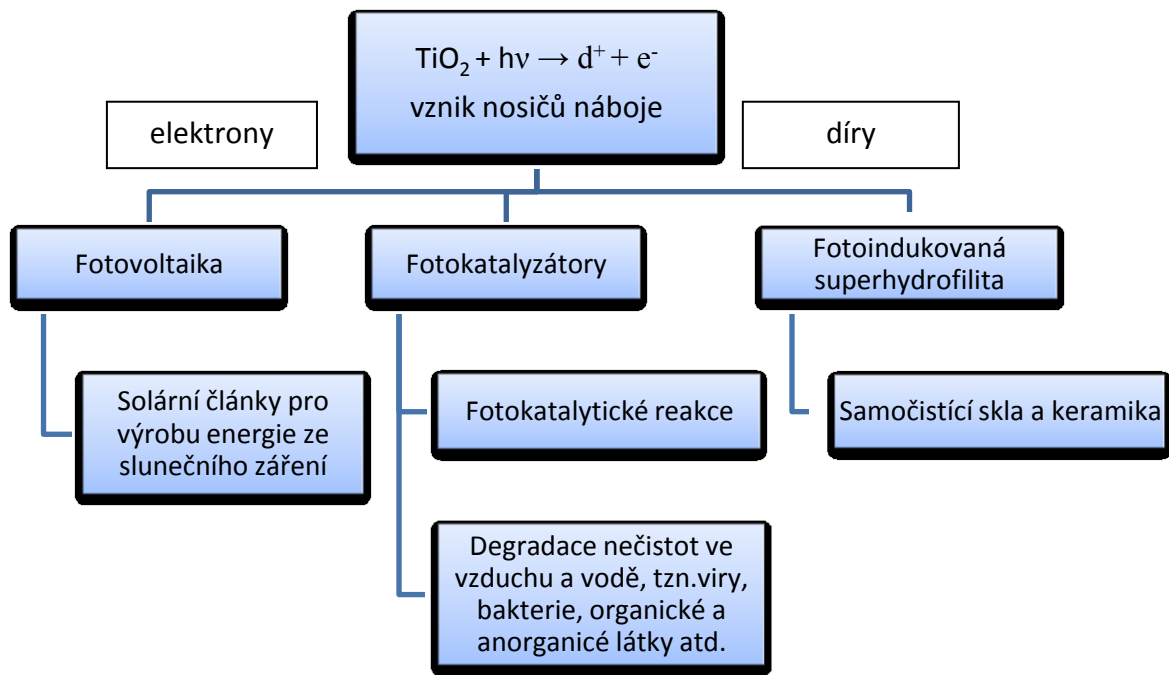 TiO₂ + hν → d⁺ + e⁻
vznik nosičů náboje
elektrony
díry
Fotovoltaika
Fotokatalyzátory
Fotoindukovaná
superhydrofilita
Solární články pro
výrobu energie ze
slunečního záření
Fotokatalytické reakce
Samočistící skla a keramika
Degradace nečistot ve
vzduchu a vodě, tzn.viry,
bakterie, organické a
anorganicé látky atd.